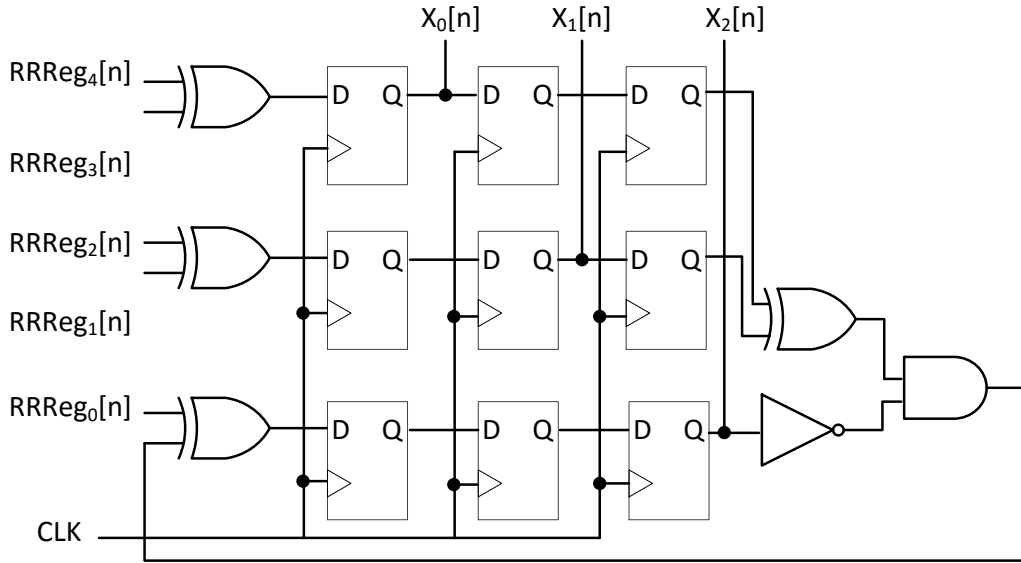 X₀[n] X₁[n] X₂[n]
RRReg₄[n]
D Q D Q D Q
RRReg₃[n]
RRReg₂[n]
D Q D Q D Q
RRReg₁[n]
RRReg₀[n]
D Q D Q D Q
CLK